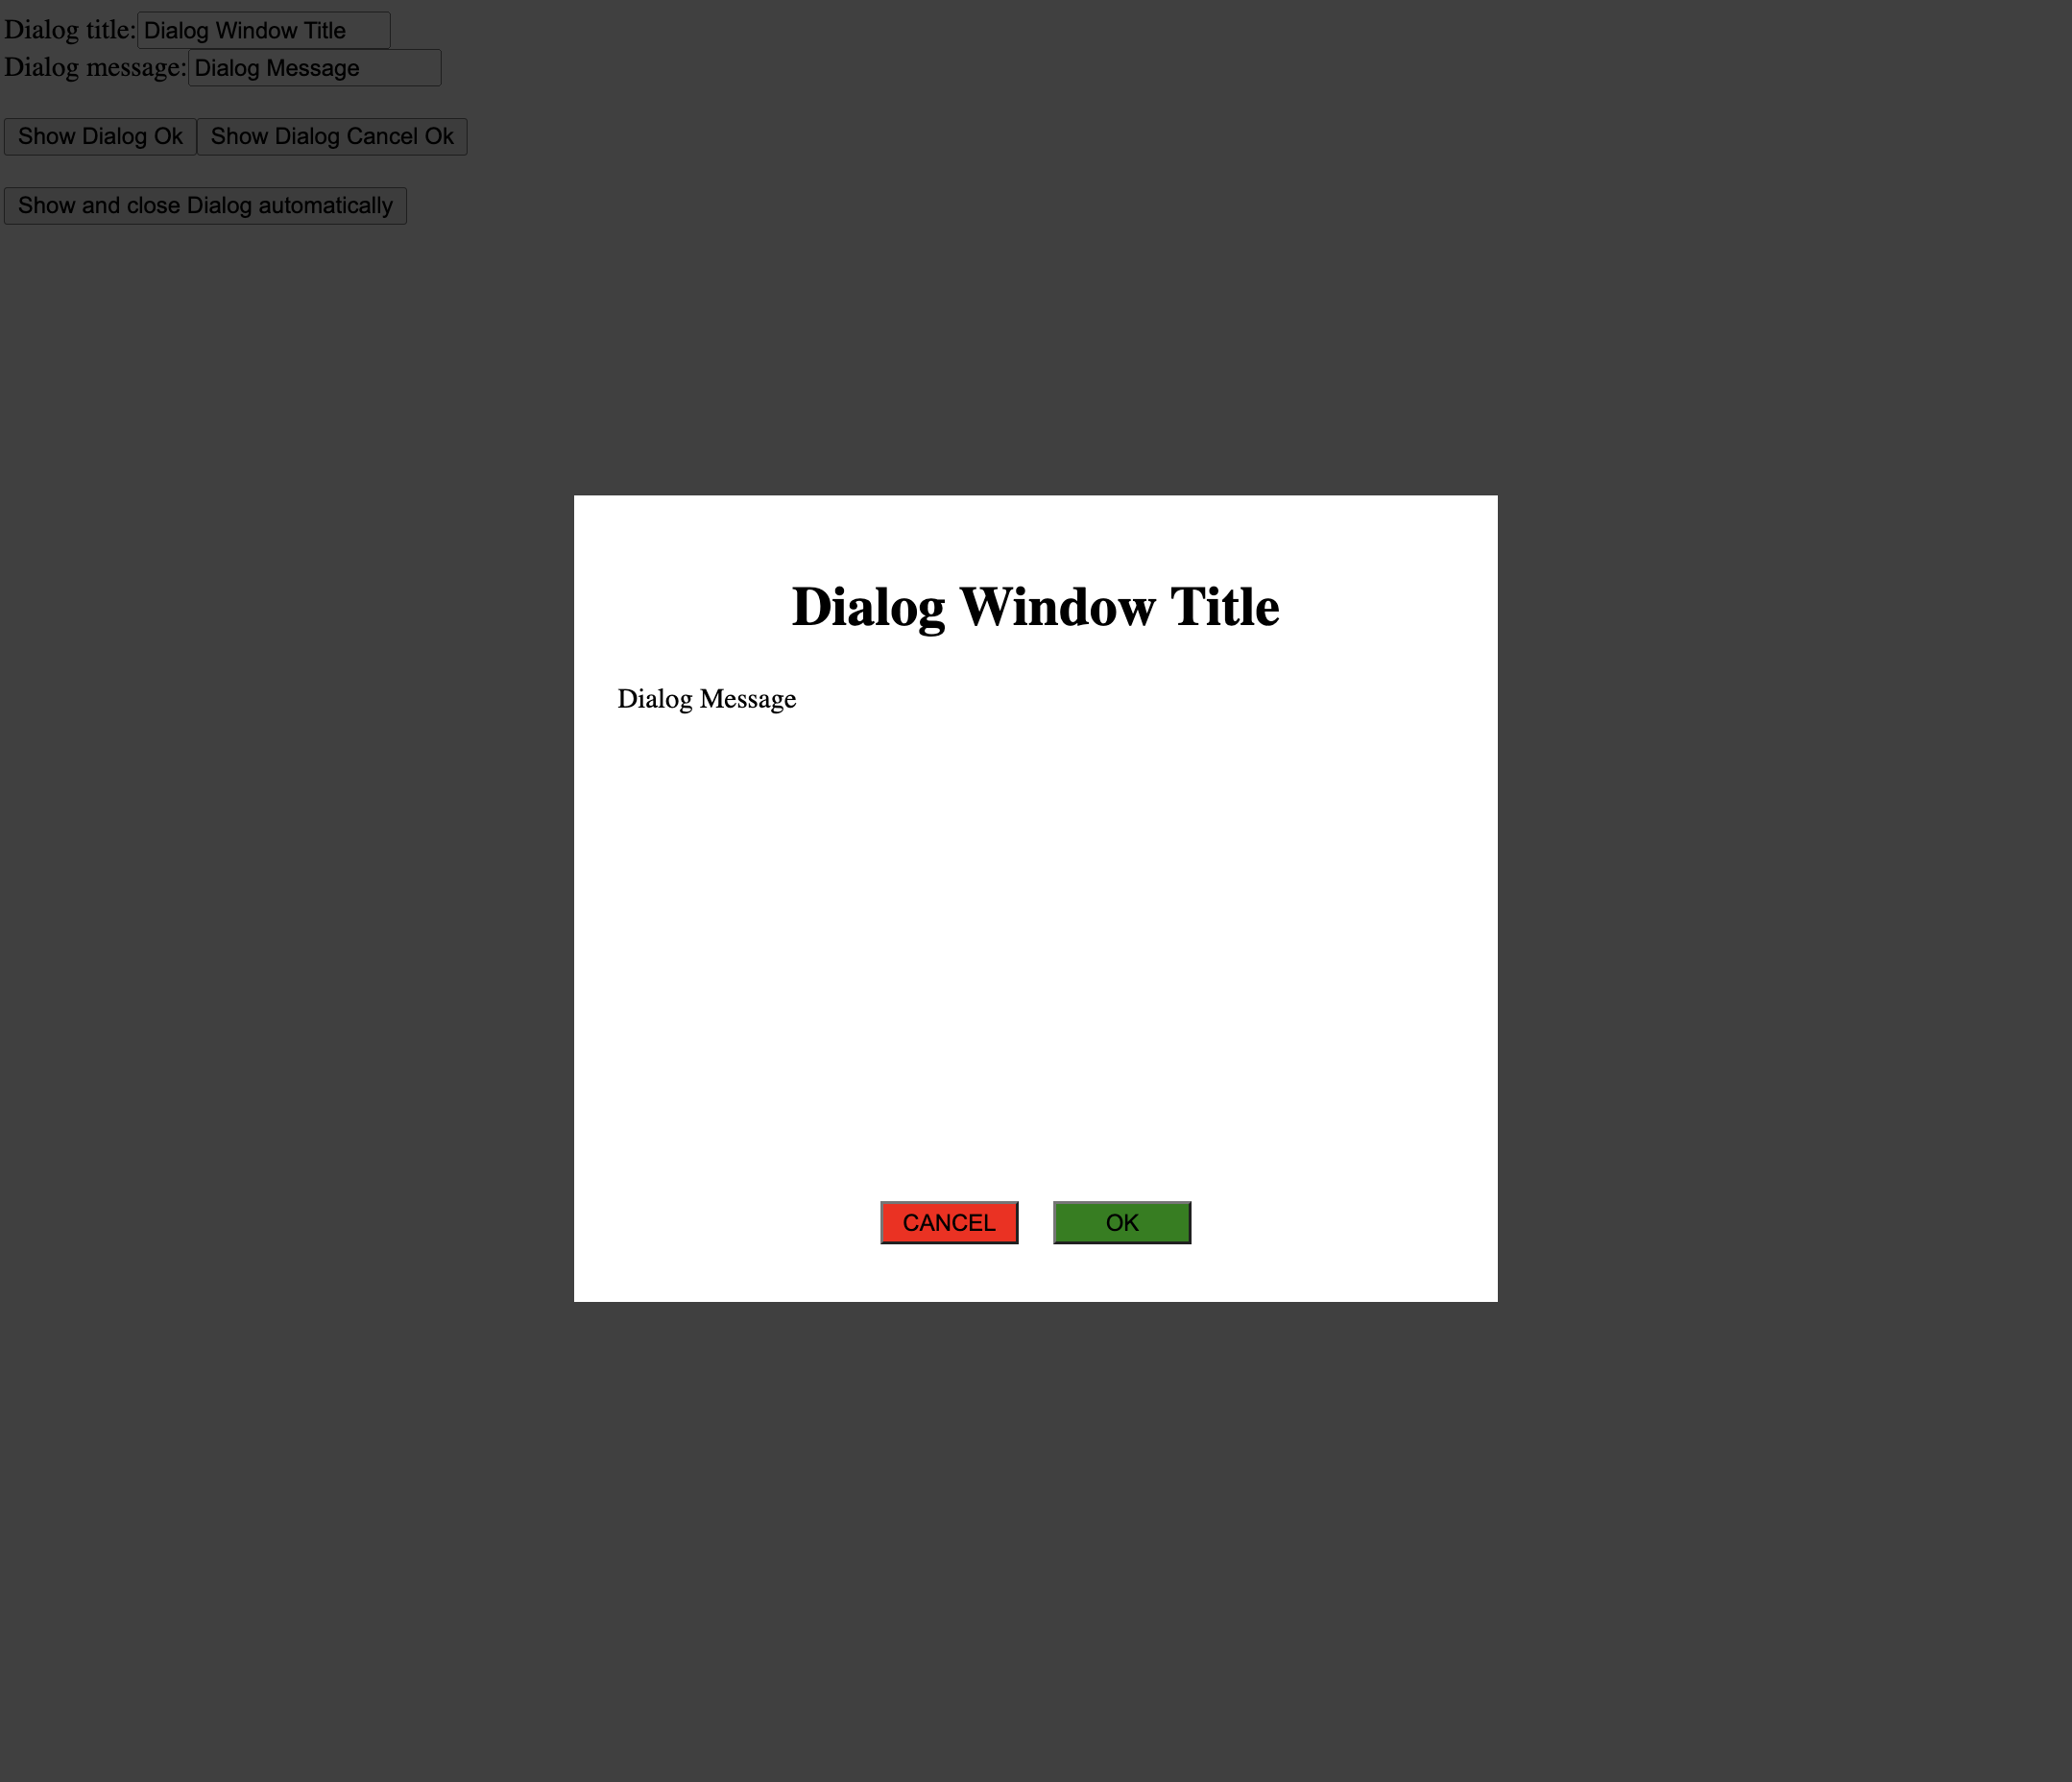 Dialog title: Dialog Window Title
Dialog message: Dialog Message
Show Dialog Ok Show Dialog Cancel Ok
Show and close Dialog automatically
Dialog Window Title
Dialog Message
CANCEL OK